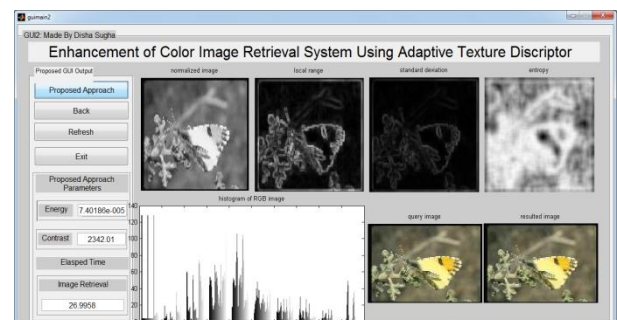 guimain2
GUI2: Made By Disha Sugha
Enhancement of Color Image Retrieval System Using Adaptive Texture Discriptor
Proposed GUI Output
normalized image
local range
standard deviation
entropy
Proposed Approach
Back
Refresh
Exit
Proposed Approach
Parameters
Energy 7.40186e-005
Contrast 2342.01
Elasped Time
Image Retrieval
26.9958
histogram of RGB image
140
120
100
80
60
40
20
query image
resulted image